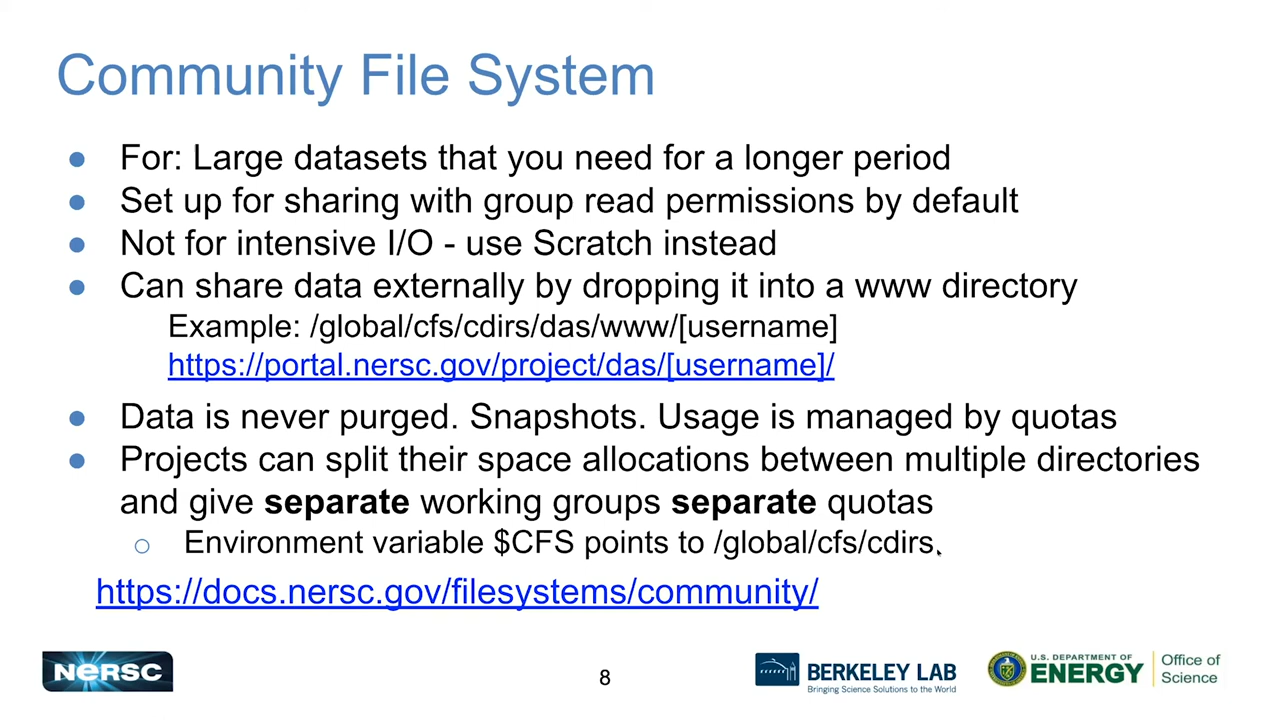 Community File System
● For: Large datasets that you need for a longer period
● Set up for sharing with group read permissions by default
● Not for intensive I/O - use Scratch instead
● Can share data externally by dropping it into a www directory
Example: /global/cfs/cdirs/das/www/[username]
https://portal.nersc.gov/project/das/[username]/
● Data is never purged. Snapshots. Usage is managed by quotas
● Projects can split their space allocations between multiple directories
and give separate working groups separate quotas
○ Environment variable $CFS points to /global/cfs/cdirs.
https://docs.nersc.gov/filesystems/community/
NERSC
8
BERKELEY LAB
Bringing Science Solutions to the World
U.S. DEPARTMENT OF
ENERGY
Office of
Science